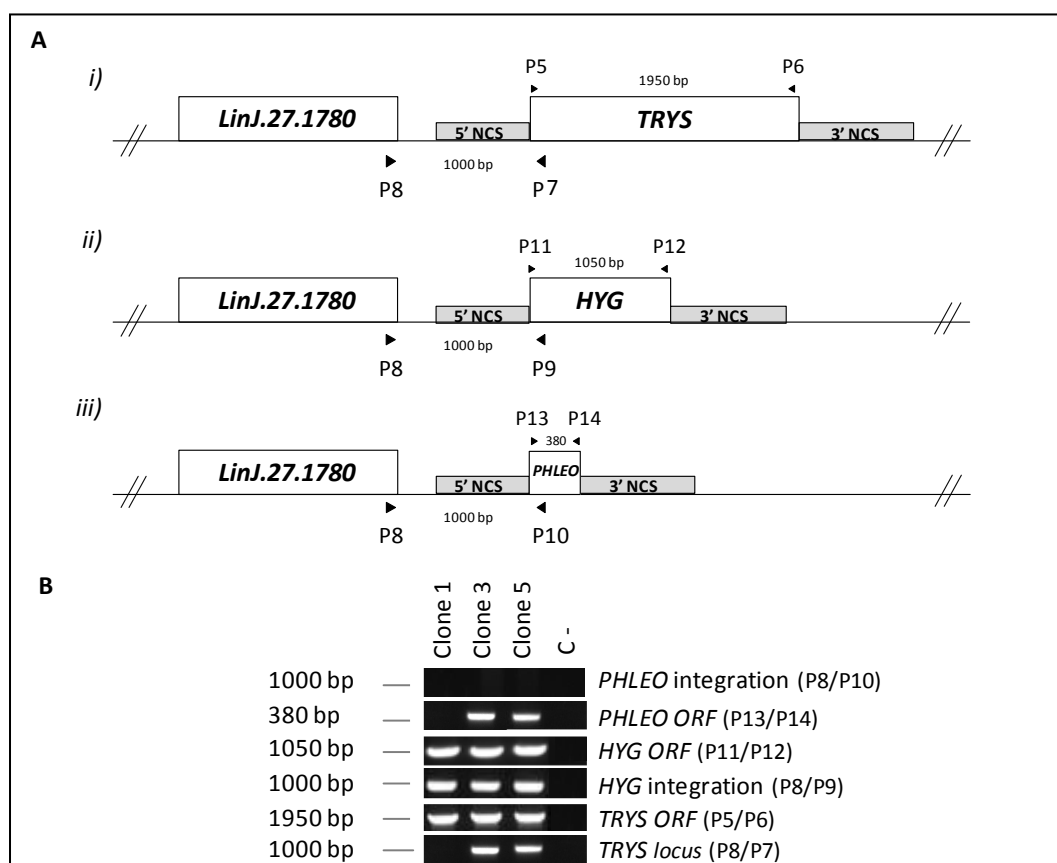 A
i)
P5 P6
1950 bp
LinJ.27.1780 TRYS
5' NCS 3' NCS
1000 bp
P8 P7
ii)
P11 P12
1050 bp
LinJ.27.1780 HYG
5' NCS 3' NCS
1000 bp
P8 P9
iii)
P13 P14
380
LinJ.27.1780 PHLEO
5' NCS 3' NCS
1000 bp
P8 P10
B
Clone 1 Clone 3 Clone 5 C -
1000 bp PHLEO integration (P8/P10)
380 bp PHLEO ORF (P13/P14)
1050 bp HYG ORF (P11/P12)
1000 bp HYG integration (P8/P9)
1950 bp TRYS ORF (P5/P6)
1000 bp TRYS locus (P8/P7)